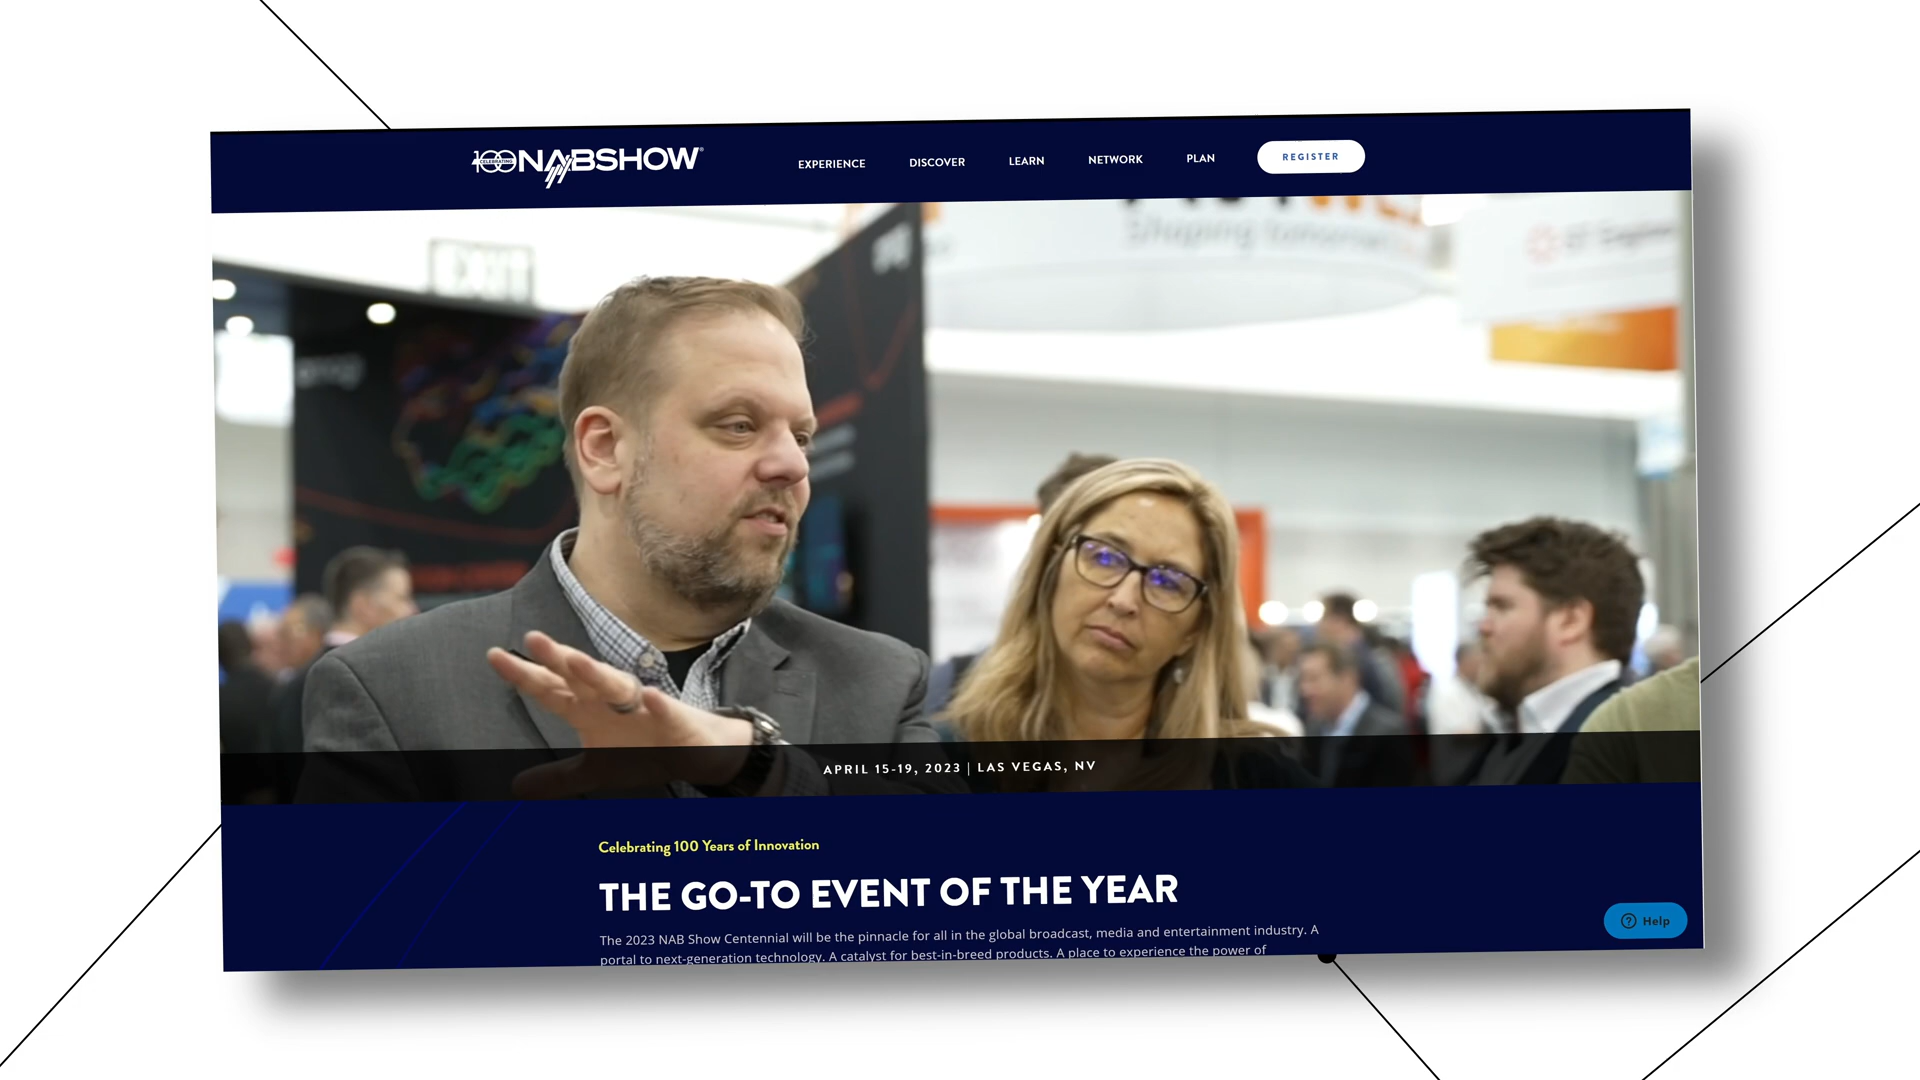 100 CELEBRATING NABSHOW®
EXPERIENCE DISCOVER LEARN NETWORK PLAN REGISTER
EXIT
Shaping tomorrow
APRIL 15-19, 2023 | LAS VEGAS, NV
Celebrating 100 Years of Innovation
THE GO-TO EVENT OF THE YEAR
The 2023 NAB Show Centennial will be the pinnacle for all in the global broadcast, media and entertainment industry. A
portal to next-generation technology. A catalyst for best-in-breed products. A place to experience the power of
Help